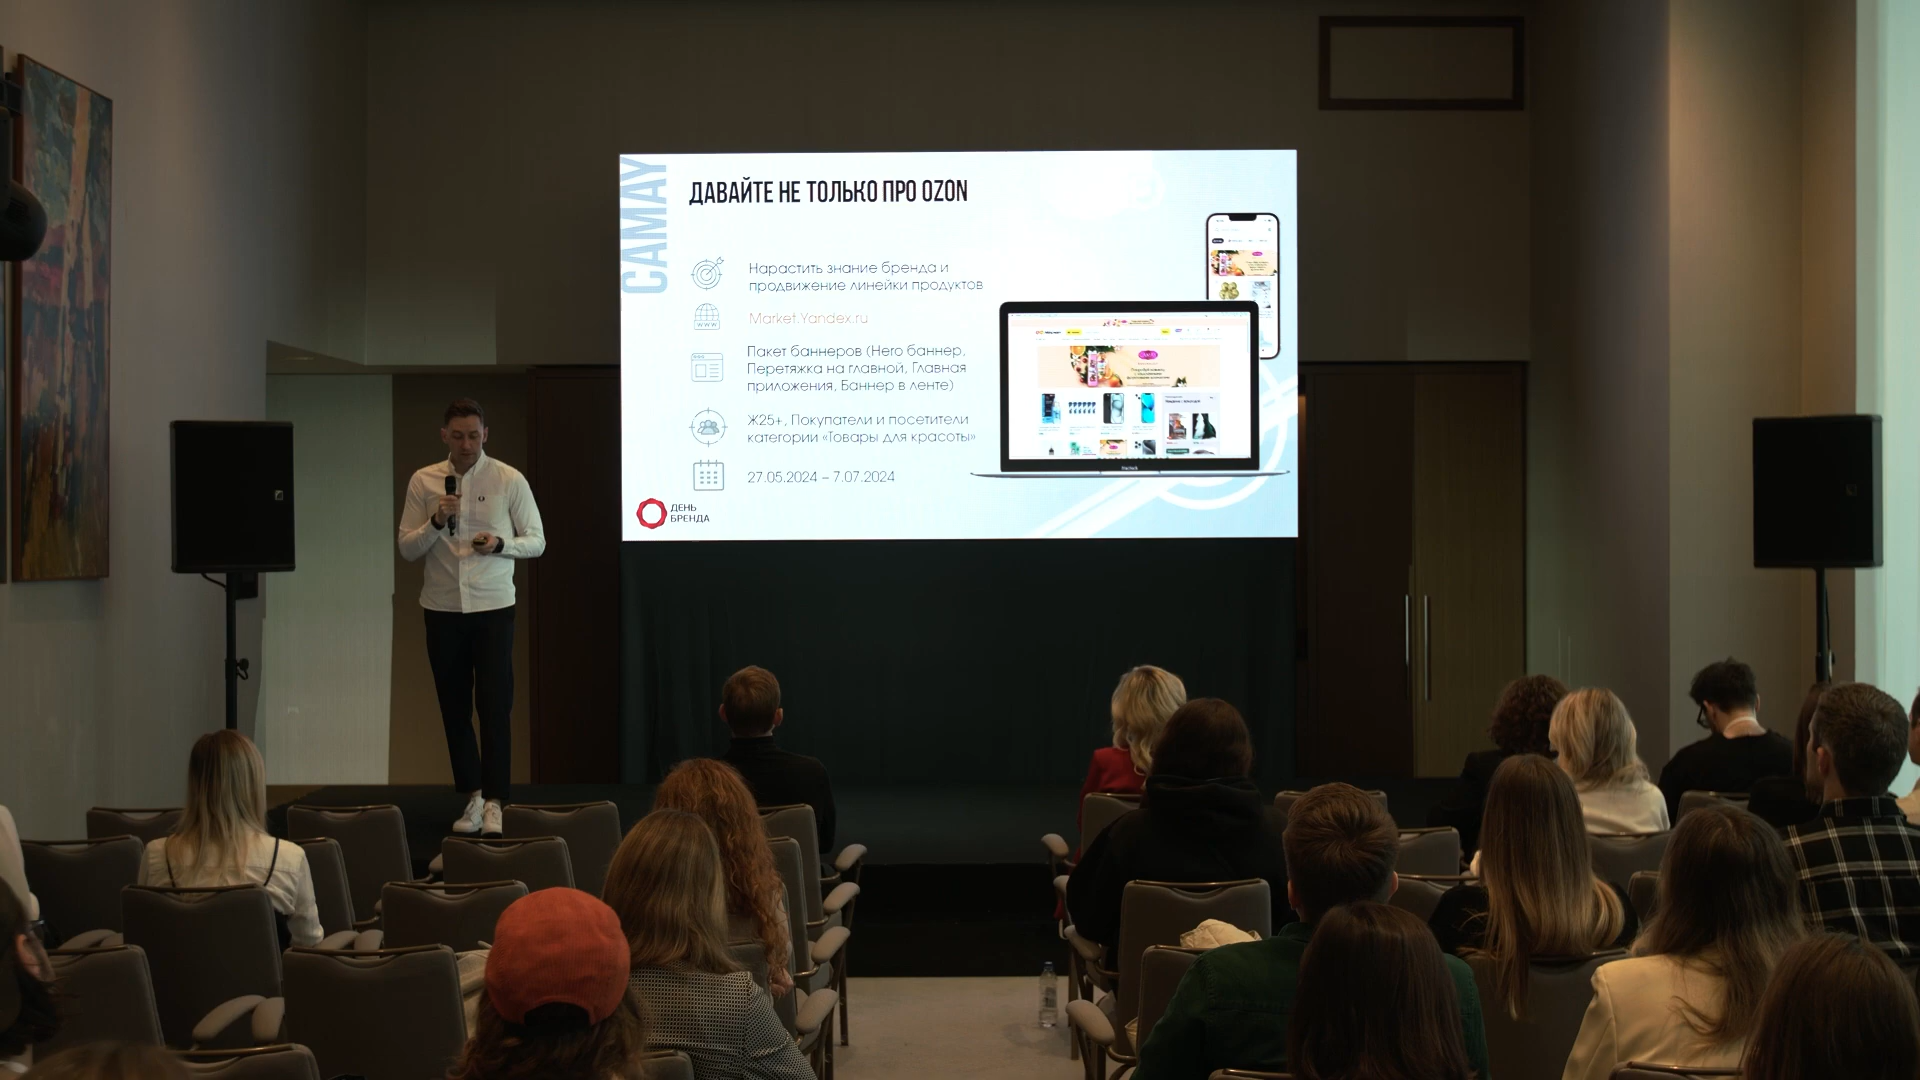 CAMAY
ДАВАЙТЕ НЕ ТОЛЬКО ПРО OZON
Нарастить знание бренда и
продвижение линейки продуктов
www
Market.Yandex.ru
Пакет баннеров (Hero баннер,
Перетяжка на главной, Главная
приложения, Баннер в ленте)
Ж25+, Покупатели и посетители
категории «Товары для красоты»
27.05.2024 – 7.07.2024
ДЕНЬ
БРЕНДА